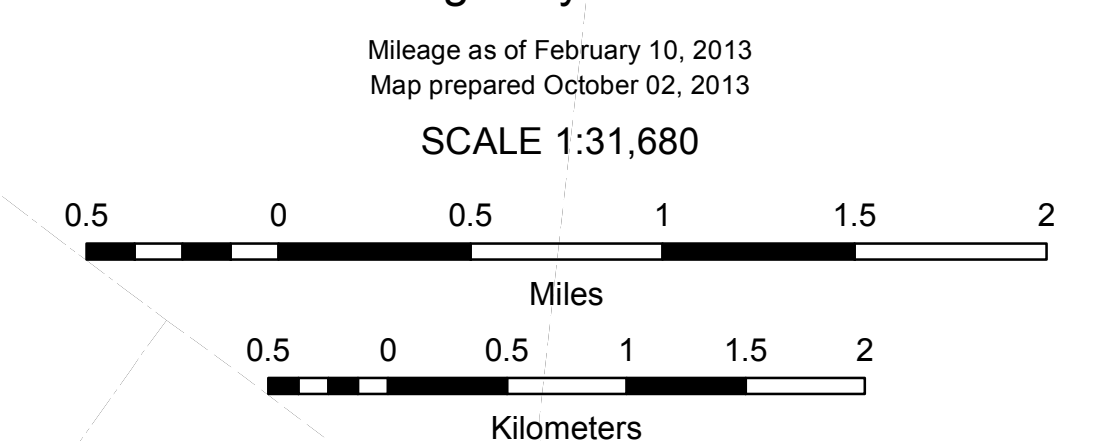 Mileage as of February 10, 2013
Map prepared October 02, 2013
SCALE 1:31,680
0.5 0 0.5 1 1.5 2
Miles
0.5 0 0.5 1 1.5 2
Kilometers